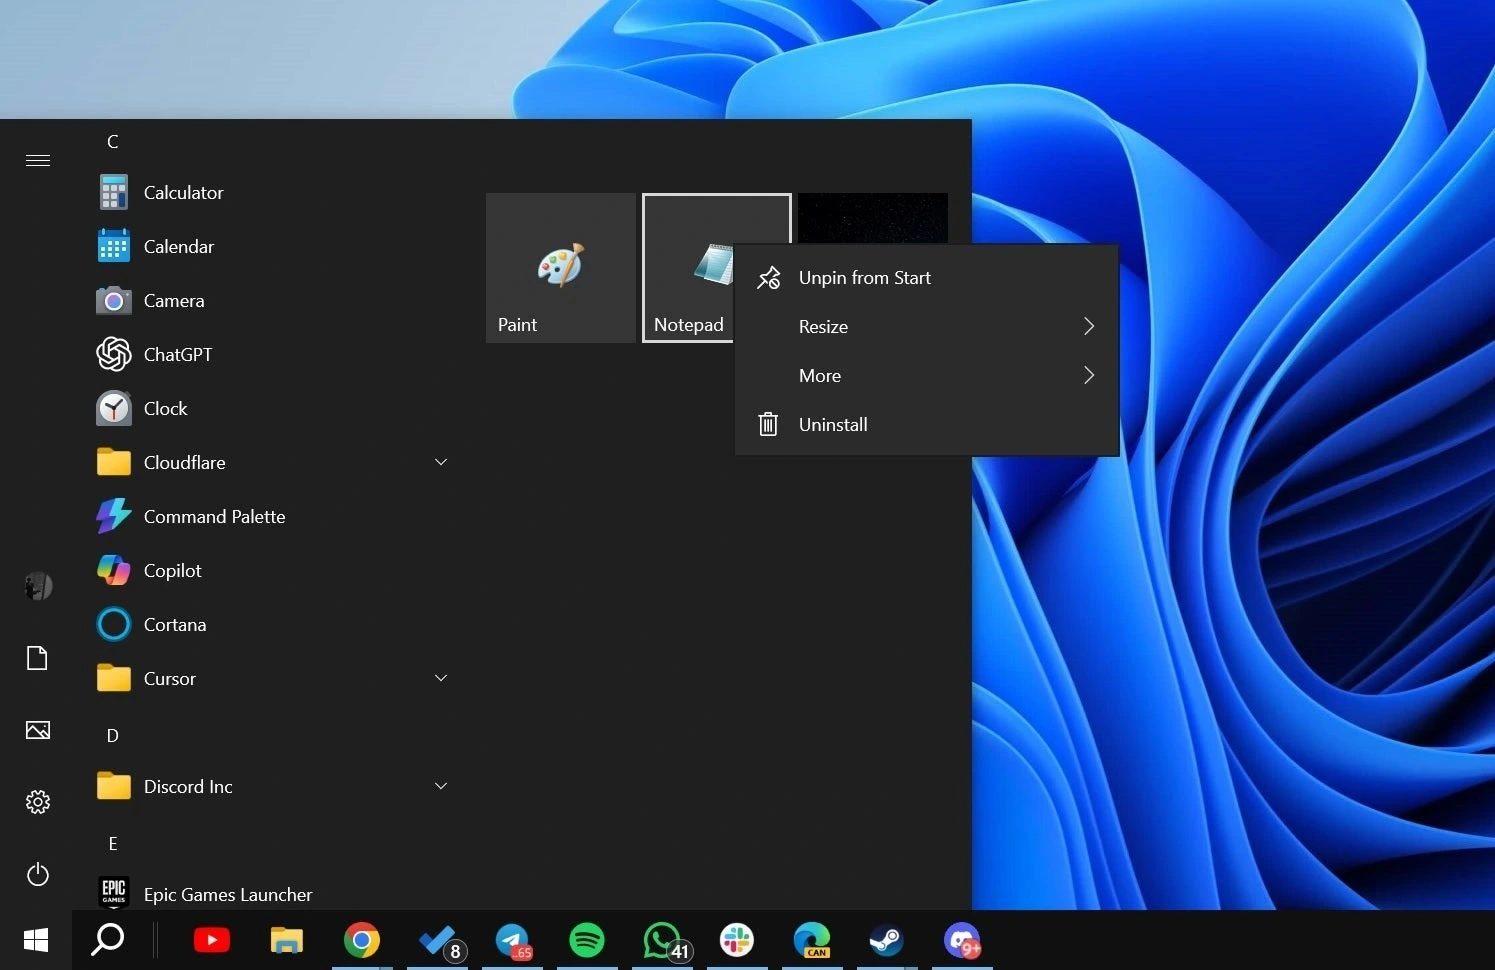 C
Calculator
Calendar
Camera
ChatGPT
Clock
Cloudflare
Command Palette
Copilot
Cortana
Cursor
D
Discord Inc
E
EPIC
GAMES
Epic Games Launcher
Paint
Notepad
Unpin from Start
Resize
More
Uninstall
8
..65
41
CAN
9+